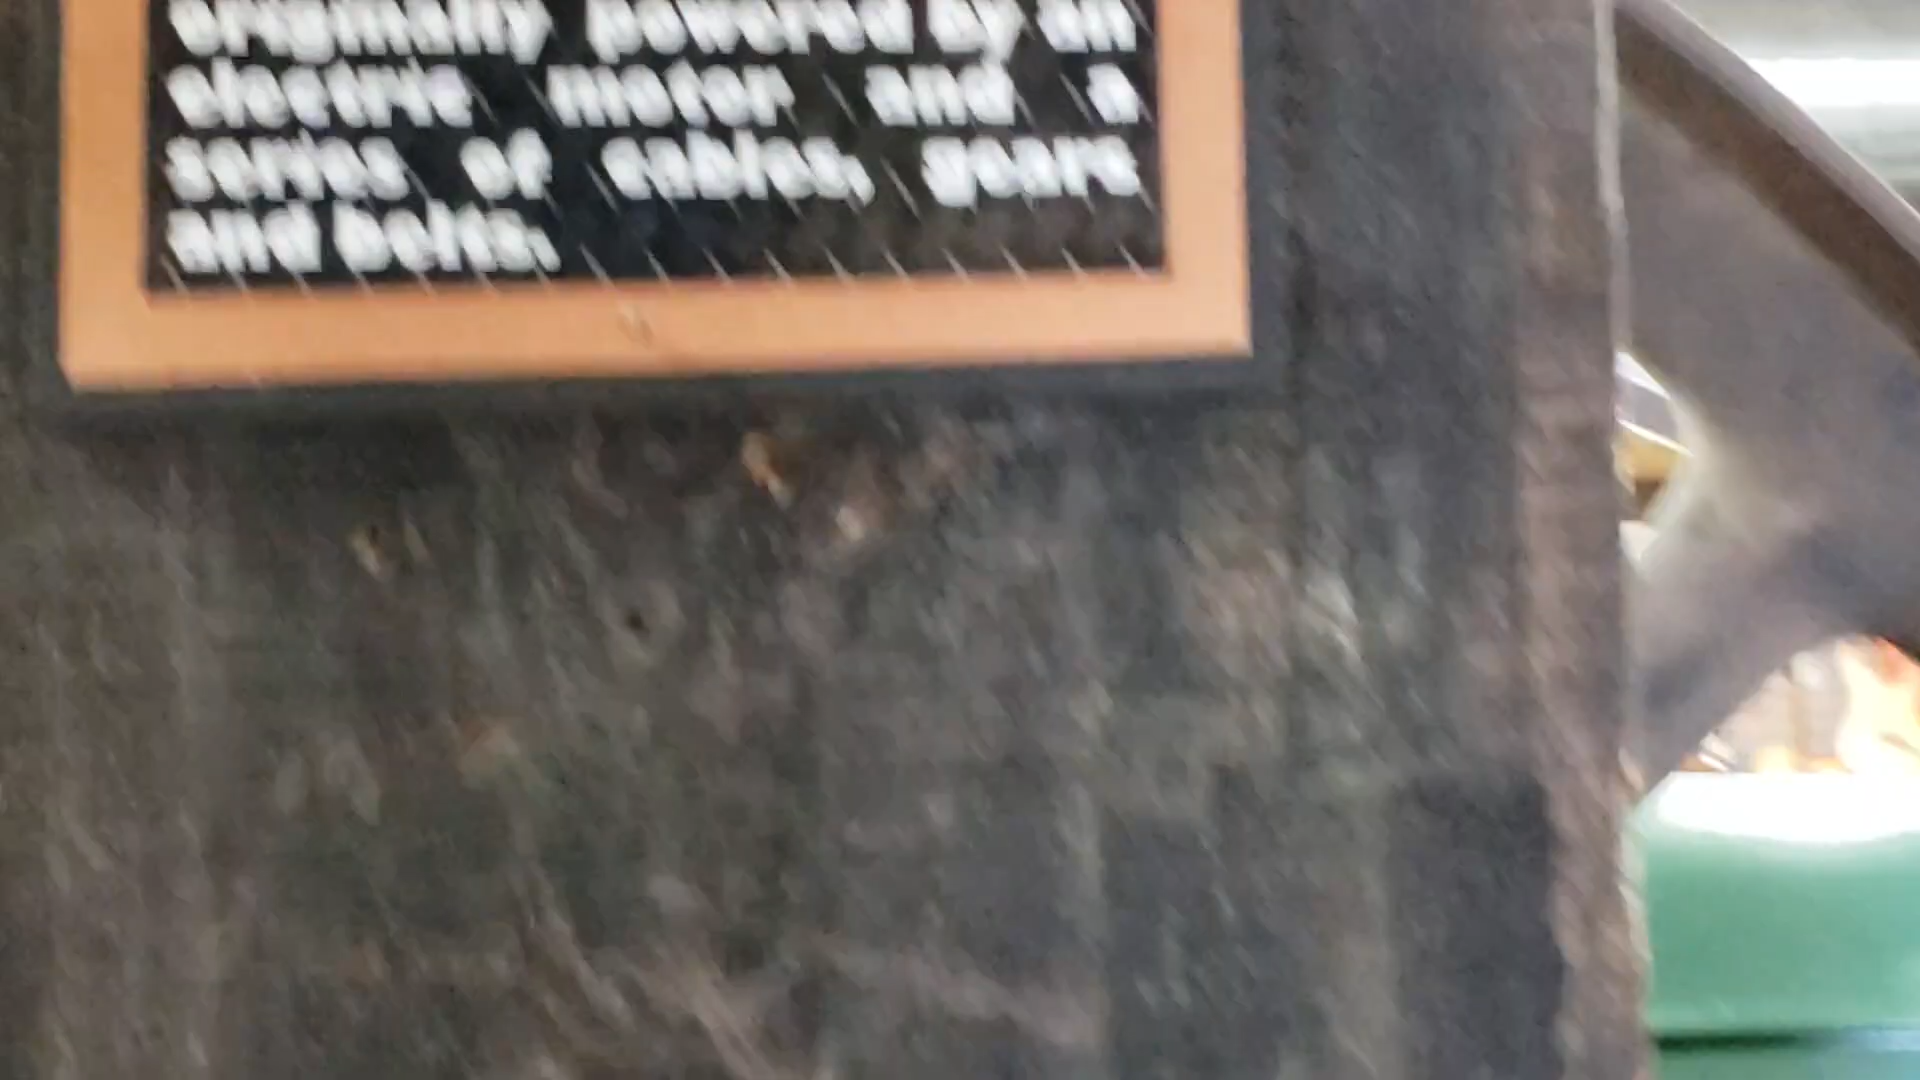 originally powered by an
electric motor and a
series of cables, gears
and belts.